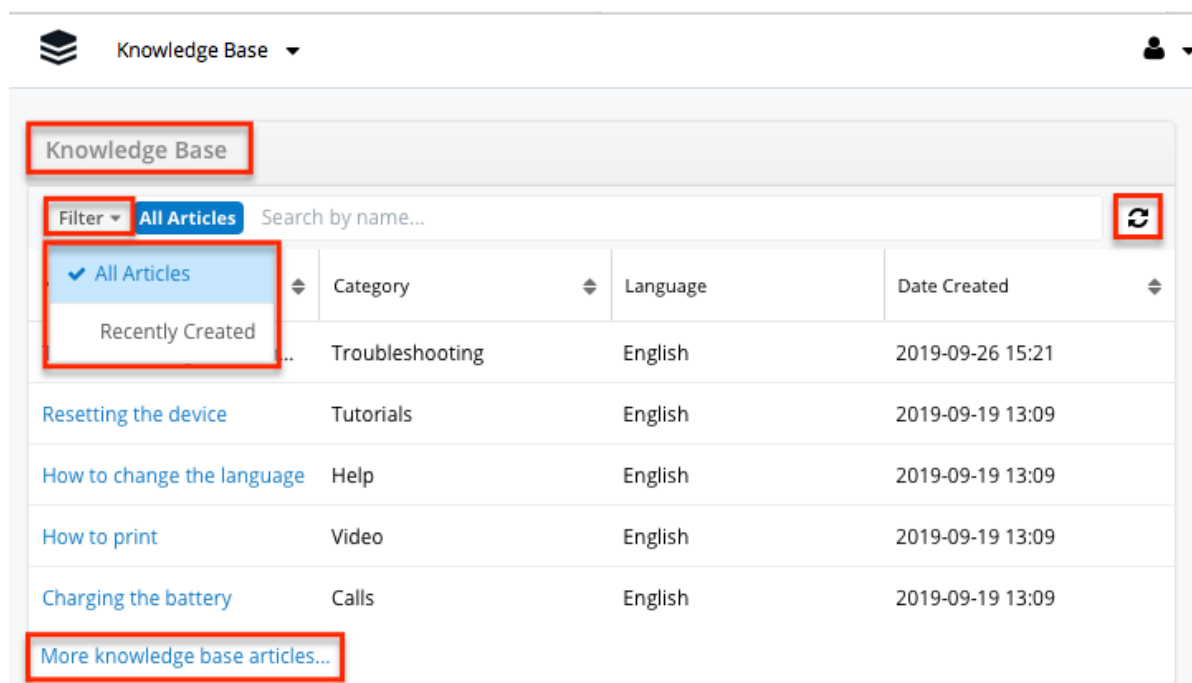 Knowledge Base
Knowledge Base
Filter All Articles Search by name...
All Articles
Category Language Date Created
Recently Created
... Troubleshooting English 2019-09-26 15:21
Resetting the device Tutorials English 2019-09-19 13:09
How to change the language Help English 2019-09-19 13:09
How to print Video English 2019-09-19 13:09
Charging the battery Calls English 2019-09-19 13:09
More knowledge base articles...